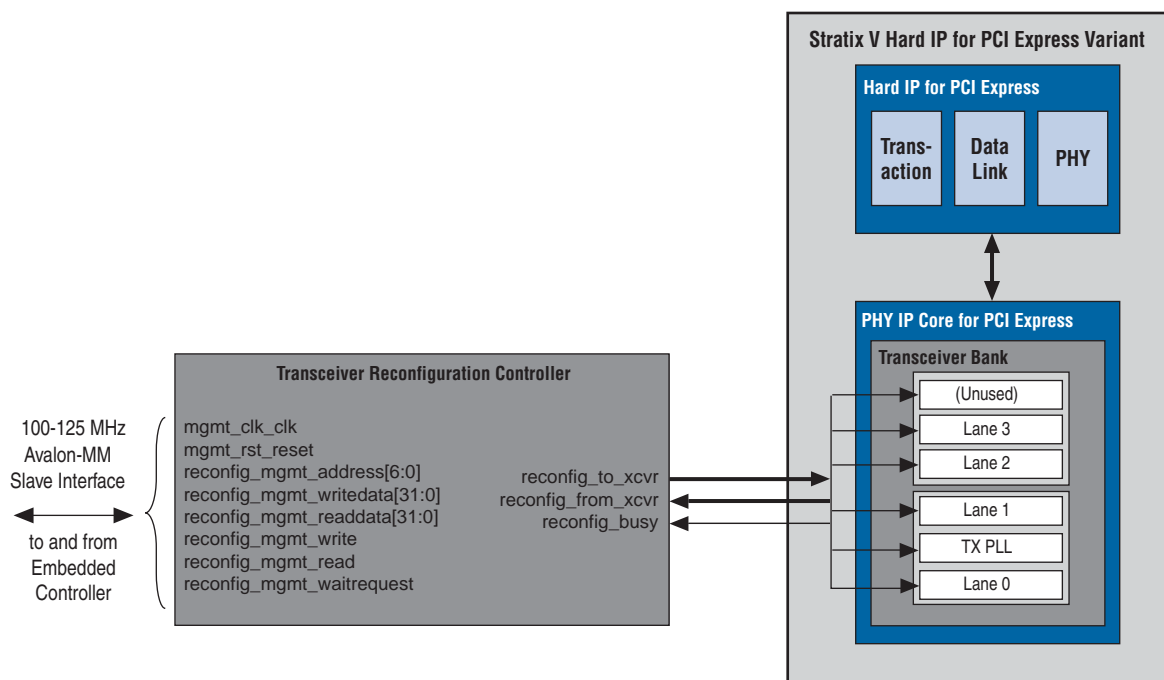 Stratix V Hard IP for PCI Express Variant
Hard IP for PCI Express
Trans-
action
Data
Link
PHY
PHY IP Core for PCI Express
Transceiver Bank
(Unused)
Lane 3
Lane 2
Lane 1
TX PLL
Lane 0
Transceiver Reconfiguration Controller
mgmt_clk_clk
mgmt_rst_reset
reconfig_mgmt_address[6:0]
reconfig_mgmt_writedata[31:0]
reconfig_mgmt_readdata[31:0]
reconfig_mgmt_write
reconfig_mgmt_read
reconfig_mgmt_waitrequest
reconfig_to_xcvr
reconfig_from_xcvr
reconfig_busy
100-125 MHz
Avalon-MM
Slave Interface
to and from
Embedded
Controller